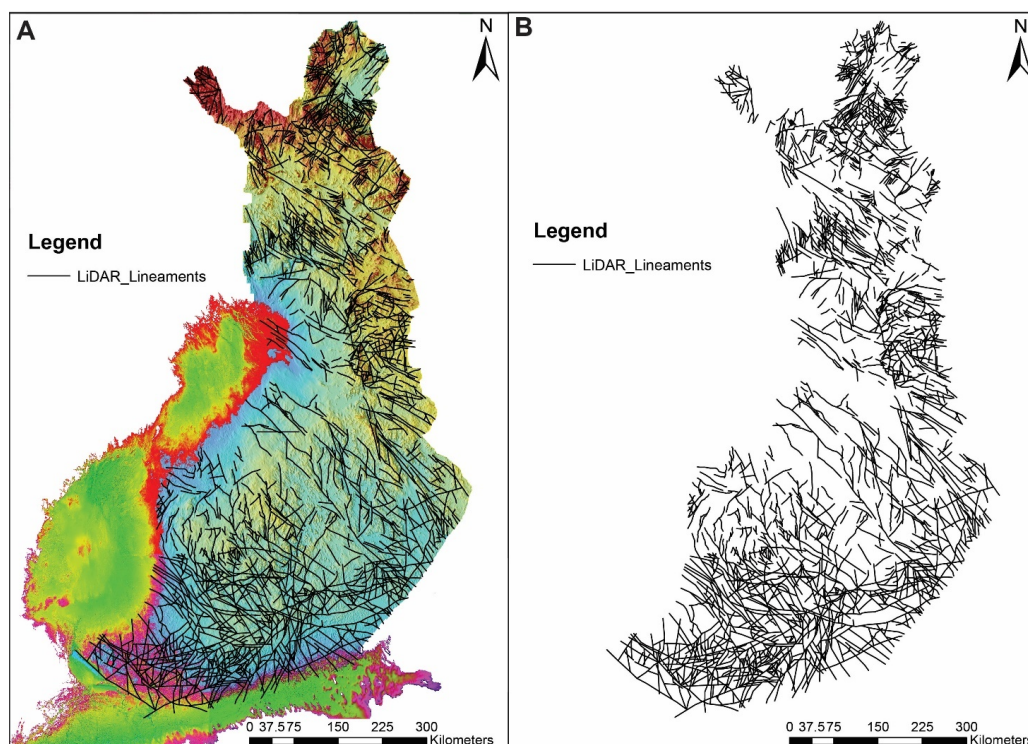 A
N
Legend
LiDAR_Lineaments
0 37.575 150 225 300
Kilometers
B
N
Legend
LiDAR_Lineaments
0 37.575 150 225 300
Kilometers